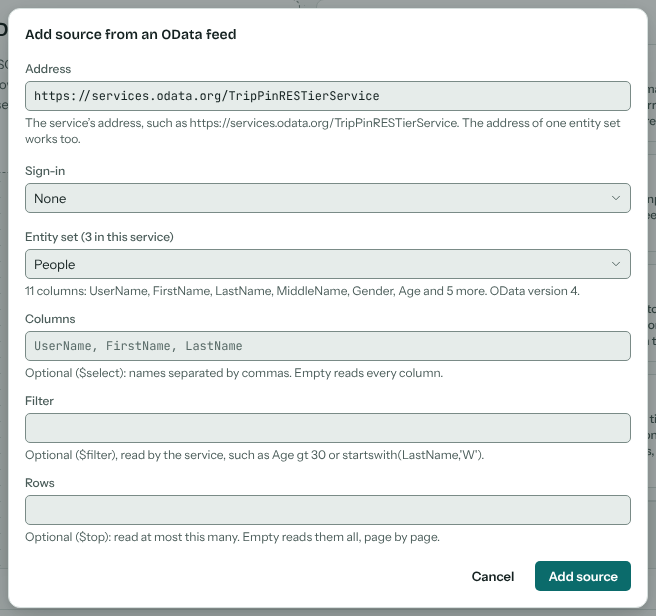 Add source from an OData feed
Address
https://services.odata.org/TripPinRESTierService
The service's address, such as https://services.odata.org/TripPinRESTierService. The address of one entity set
works too.
Sign-in
None
Entity set (3 in this service)
People
11 columns: UserName, FirstName, LastName, MiddleName, Gender, Age and 5 more. OData version 4.
Columns
UserName, FirstName, LastName
Optional ($select): names separated by commas. Empty reads every column.
Filter
Optional ($filter), read by the service, such as Age gt 30 or startswith(LastName,'W').
Rows
Optional ($top): read at most this many. Empty reads them all, page by page.
Cancel
Add source